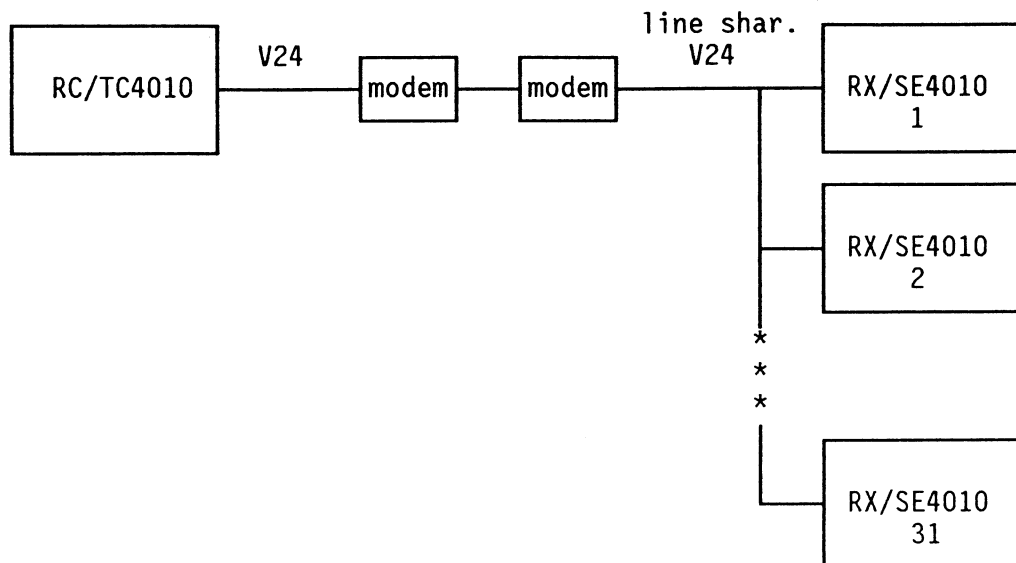 line shar.
V24
V24
RC/TC4010
modem
modem
RX/SE4010
1
RX/SE4010
2
*
*
*
RX/SE4010
31